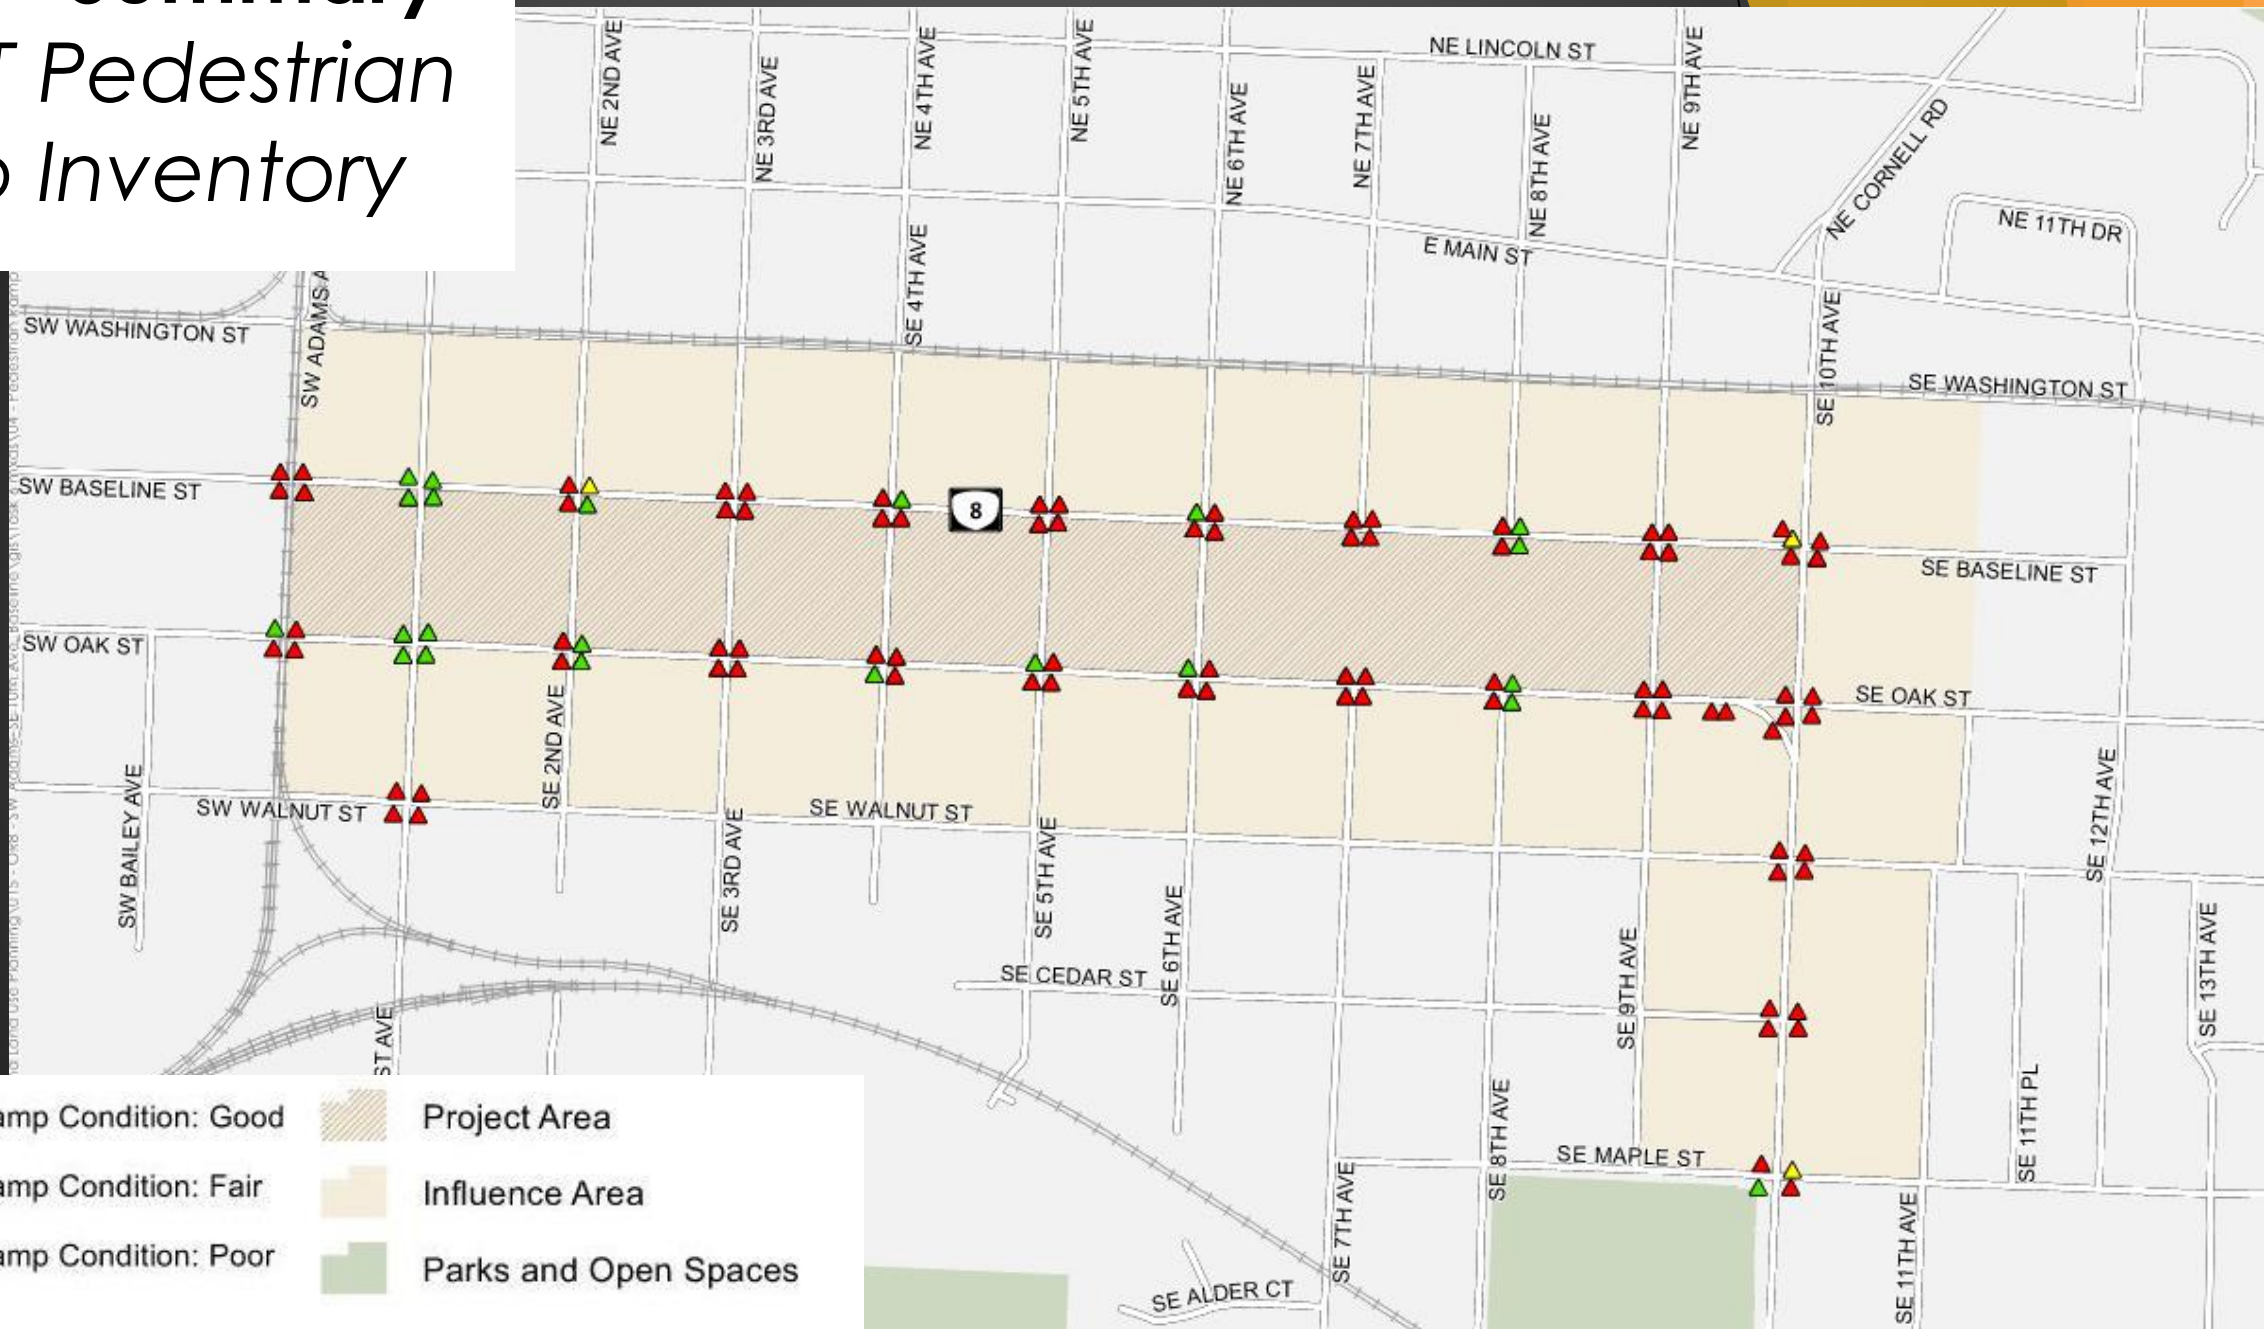 T Pedestrian
Inventory
NE LINCOLN ST
NE 2ND AVE
NE 3RD AVE
NE 4TH AVE
NE 5TH AVE
NE 6TH AVE
NE 7TH AVE
NE 8TH AVE
NE 9TH AVE
NE CORNELL RD
NE 11TH DR
E MAIN ST
SE 4TH AVE
SW WASHINGTON ST
SW ADAMS A
SE 10TH AVE
SE WASHINGTON ST
SW BASELINE ST
8
SE BASELINE ST
SW OAK ST
SE OAK ST
SE 2ND AVE
SW BAILEY AVE
SW WALNUT ST
SE WALNUT ST
SE 3RD AVE
SE 5TH AVE
SE 12TH AVE
SE 6TH AVE
SE CEDAR ST
SE 9TH AVE
SE 13TH AVE
ST AVE
SE 8TH AVE
SE MAPLE ST
SE 11TH PL
SE 7TH AVE
SE 11TH AVE
SE ALDER CT
amp Condition: Good
Project Area
amp Condition: Fair
Influence Area
amp Condition: Poor
Parks and Open Spaces